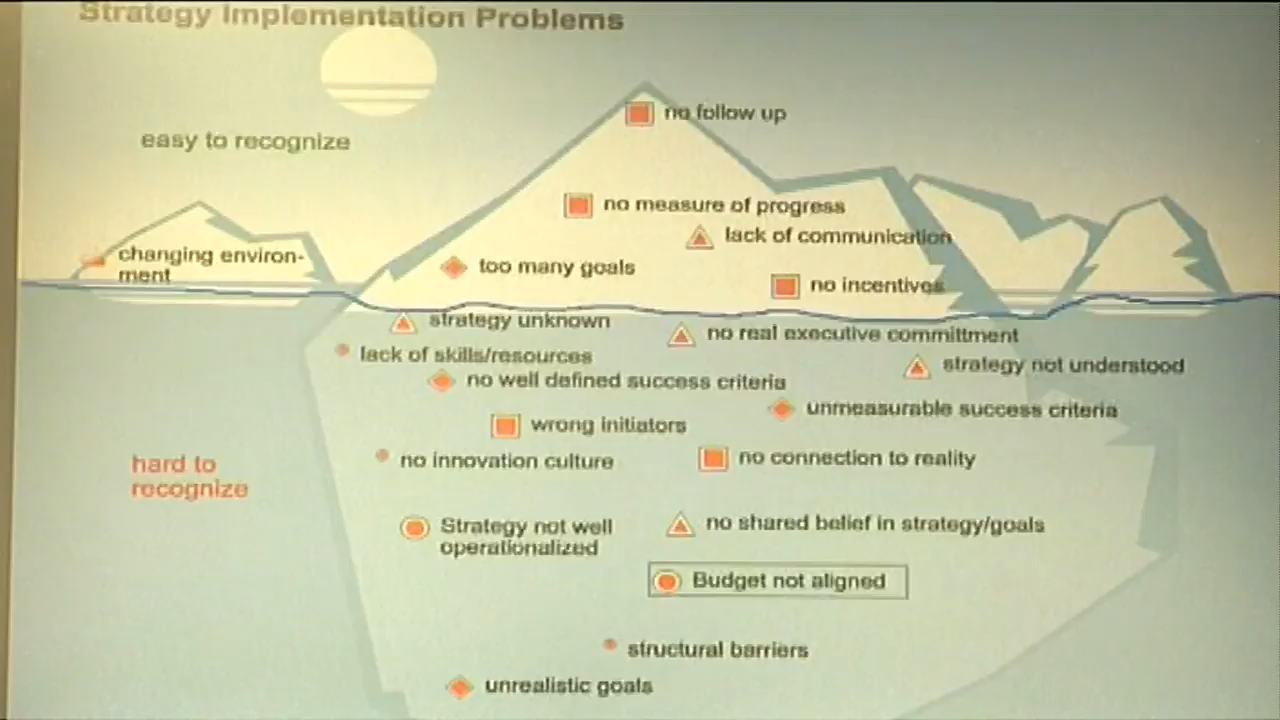 Strategy Implementation Problems
no follow up
easy to recognize
no measure of progress
lack of communication
changing environ-
ment
too many goals
no incentives
strategy unknown
no real executive committment
lack of skills/resources
strategy not understood
no well defined success criteria
unmeasurable success criteria
wrong initiators
hard to
recognize
no innovation culture
no connection to reality
Strategy not well
operationalized
no shared belief in strategy/goals
Budget not aligned
structural barriers
unrealistic goals